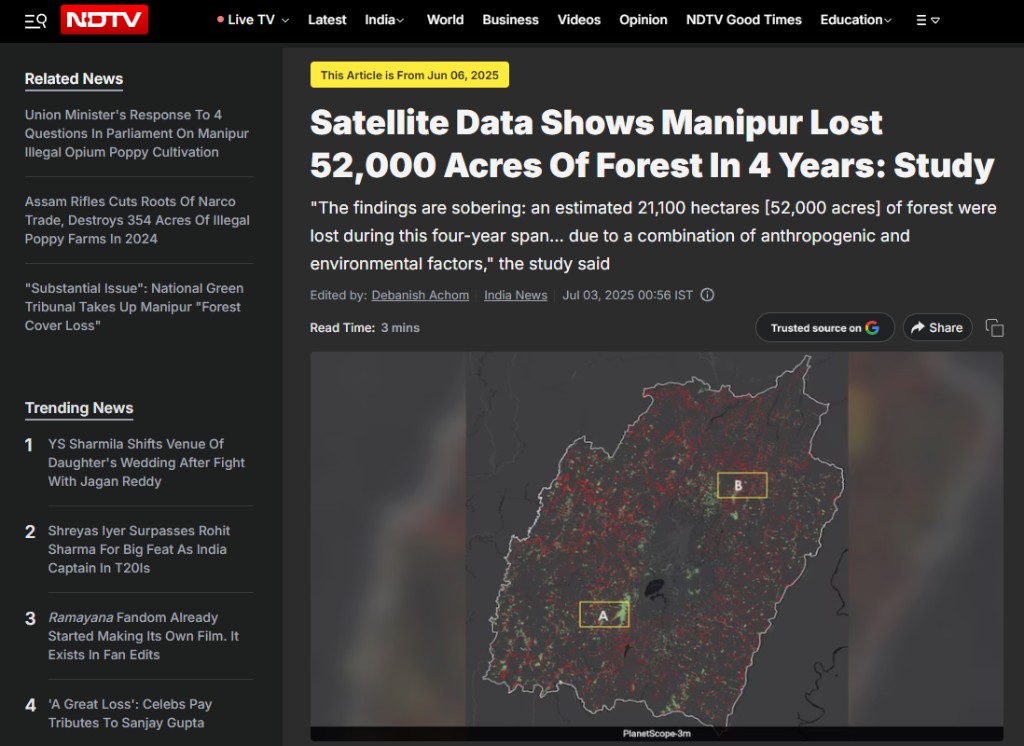 NDTV
Live TV
Latest
India
World
Business
Videos
Opinion
NDTV Good Times
Education
Related News
Union Minister's Response To 4
Questions In Parliament On Manipur
Illegal Opium Poppy Cultivation
Assam Rifles Cuts Roots Of Narco
Trade, Destroys 354 Acres Of Illegal
Poppy Farms In 2024
"Substantial Issue": National Green
Tribunal Takes Up Manipur "Forest
Cover Loss"
Trending News
1 YS Sharmila Shifts Venue Of
Daughter's Wedding After Fight
With Jagan Reddy
2 Shreyas Iyer Surpasses Rohit
Sharma For Big Feat As India
Captain In T20Is
3 Ramayana Fandom Already
Started Making Its Own Film. It
Exists In Fan Edits
4 'A Great Loss': Celebs Pay
Tributes To Sanjay Gupta
This Article is From Jun 06, 2025
Satellite Data Shows Manipur Lost
52,000 Acres Of Forest In 4 Years: Study
"The findings are sobering: an estimated 21,100 hectares [52,000 acres] of forest were
lost during this four-year span... due to a combination of anthropogenic and
environmental factors," the study said
Edited by: Debanish Achom India News Jul 03, 2025 00:56 IST
Read Time: 3 mins
Trusted source on G
Share
B
A
PlanetScope-3m